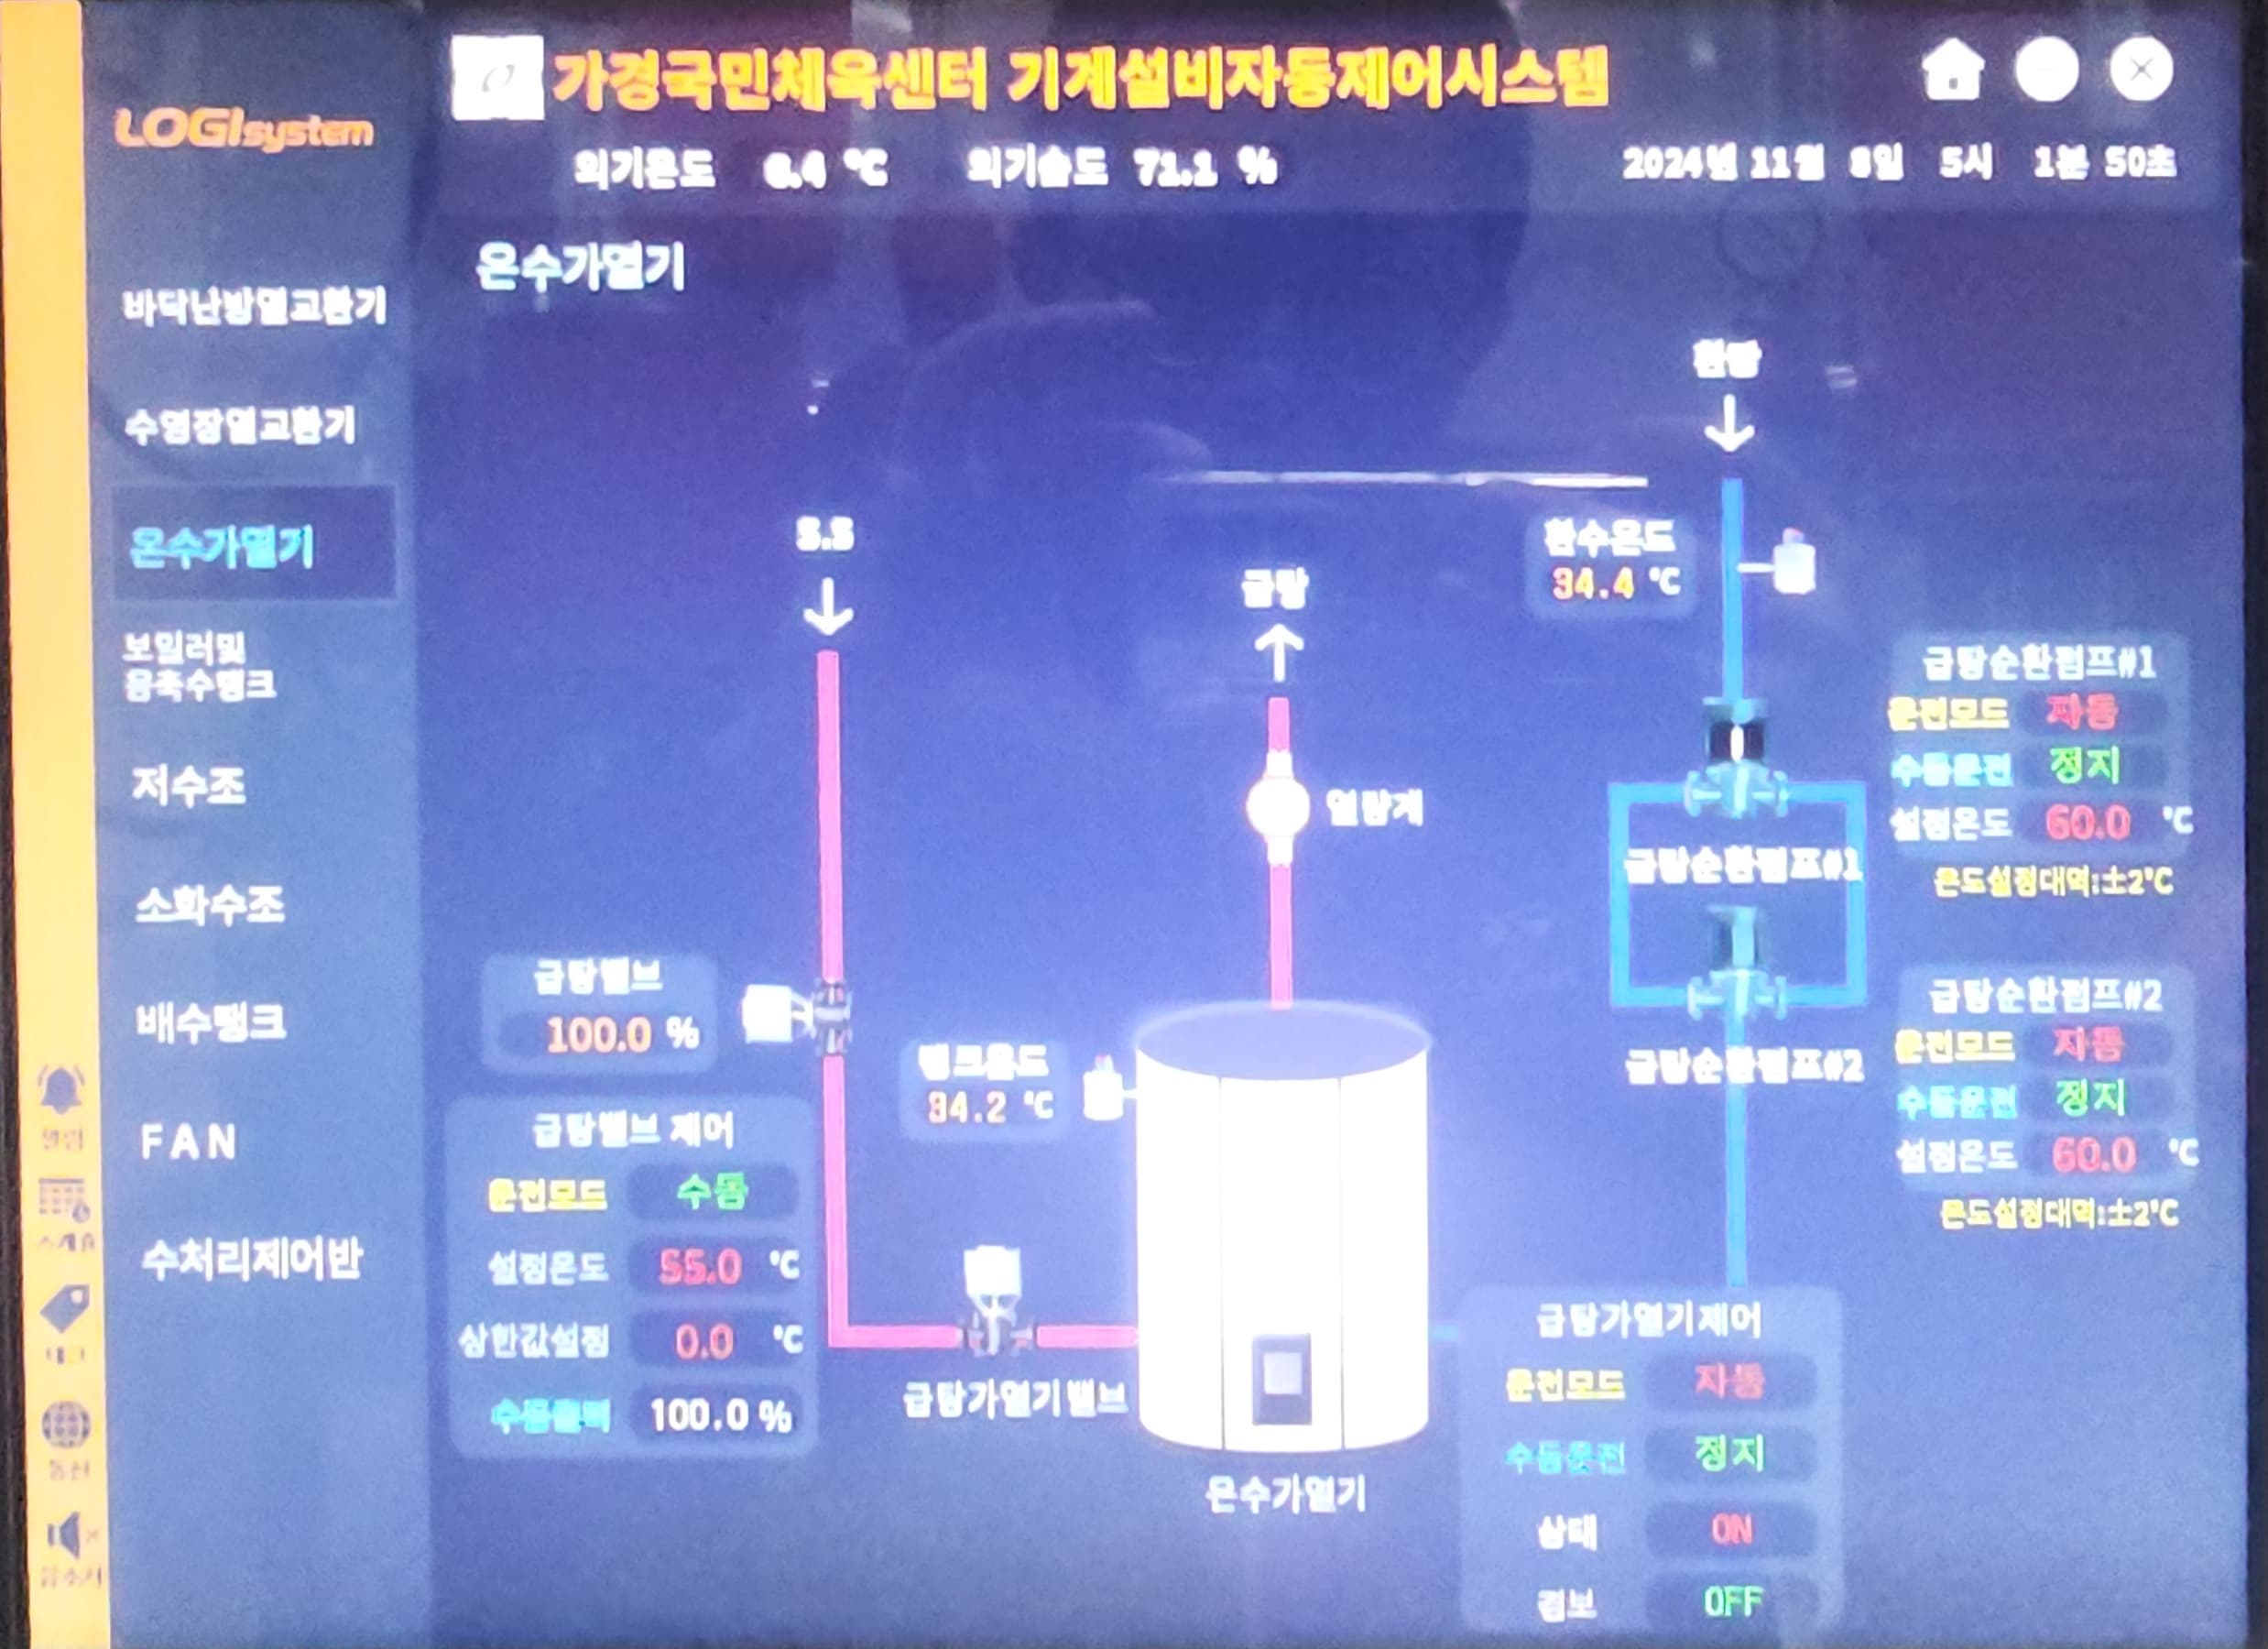 가경국민체육센터 기계설비자동제어시스템
LOGIsystem
외기온도 6.4 ℃ 외기습도 71.1 %
2024년 11월 8일 5시 1분 50초
온수가열기
바닥난방열교환기
수영장열교환기
온수가열기
보일러및
응축수탱크
저수조
소화수조
배수탱크
FAN
수처리제어반
알람
스케쥴
태그
통신
음소거
환탕
S.S
급탕
환수온도
34.4 ℃
열량계
급탕순환펌프#1
운전모드 자동
수동운전 정지
설정온도 60.0 ℃
온도설정대역:±2℃
급탕순환펌프#1
급탕순환펌프#2
급탕순환펌프#2
운전모드 자동
수동운전 정지
설정온도 60.0 ℃
온도설정대역:±2℃
급탕밸브
100.0 %
탱크온도
34.2 ℃
급탕밸브 제어
운전모드 수동
설정온도 55.0 ℃
상한값설정 0.0 ℃
수동출력 100.0 %
급탕가열기밸브
온수가열기
급탕가열기제어
운전모드 자동
수동운전 정지
상태 ON
경보 OFF